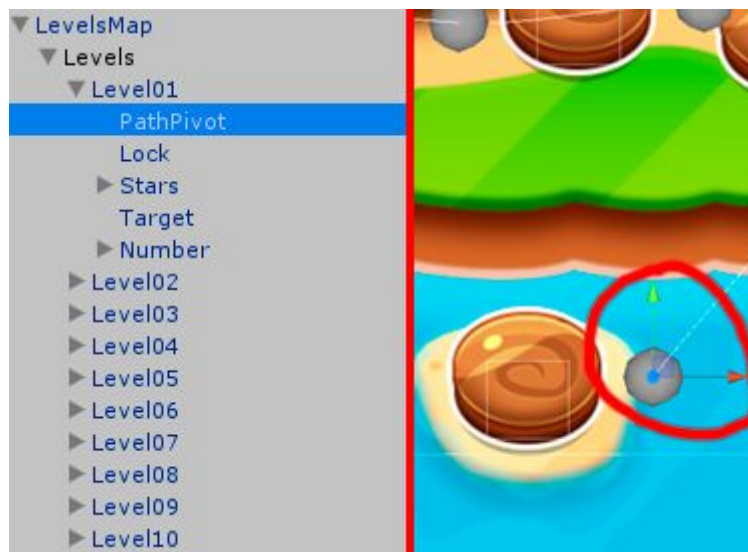 LevelsMap
Levels
Level01
PathPivot
Lock
Stars
Target
Number
Level02
Level03
Level04
Level05
Level06
Level07
Level08
Level09
Level10